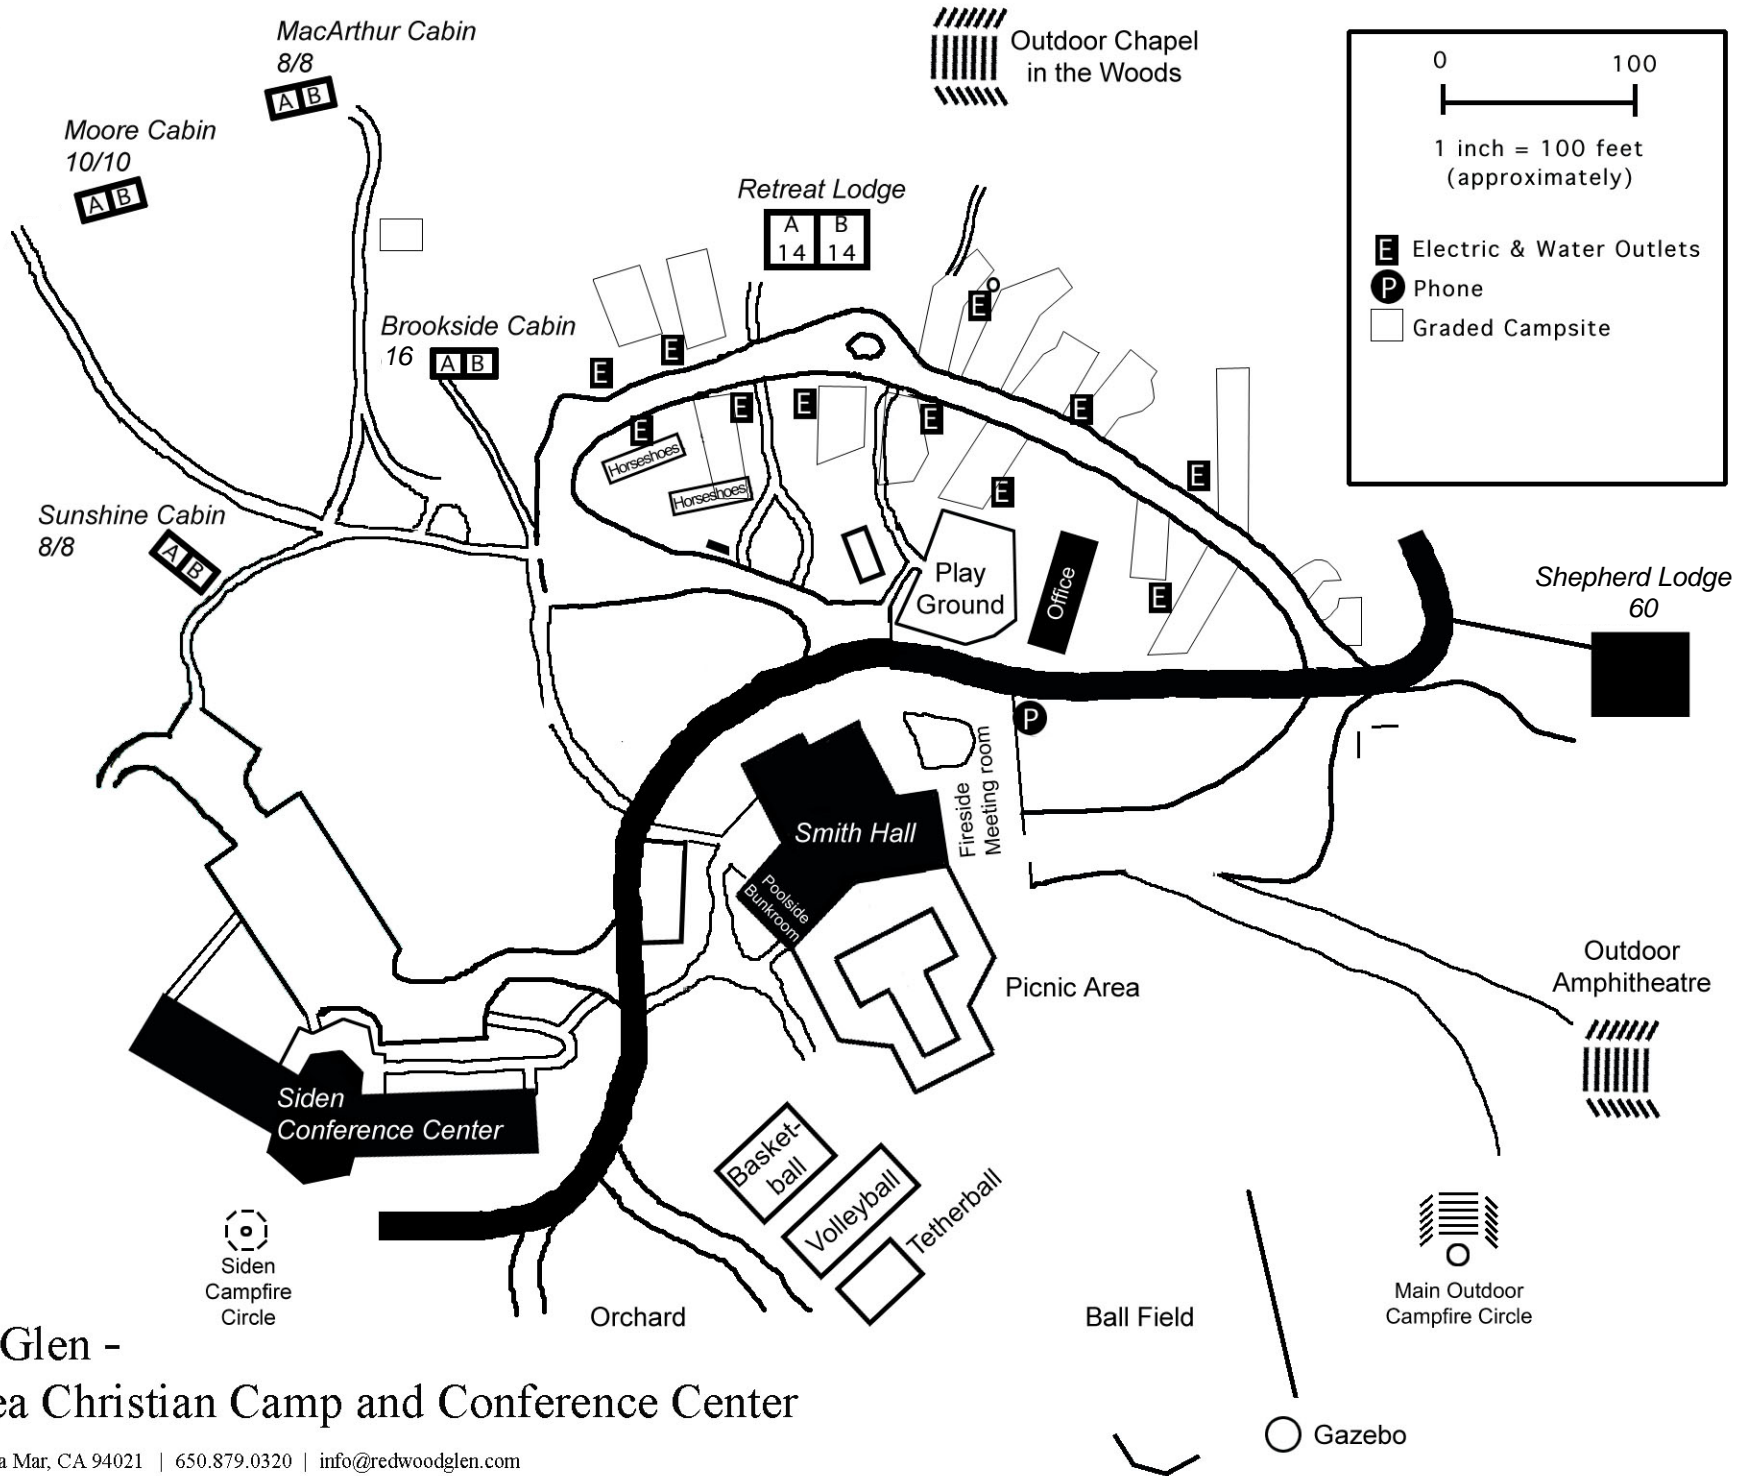 MacArthur Cabin
8/8
A B
Moore Cabin
10/10
A B
Outdoor Chapel
in the Woods
0 100
1 inch = 100 feet
(approximately)
E Electric & Water Outlets
P Phone
Graded Campsite
Retreat Lodge
A B
14 14
Brookside Cabin
16 A B
E
E
E
E
E
E
E
E
E
E
E
Horseshoes
Horseshoes
Sunshine Cabin
8/8
A B
Play
Ground
Office
Shepherd Lodge
60
P
Fireside
Meeting room
Smith Hall
Poolside
Bunkroom
Picnic Area
Outdoor
Amphitheatre
Siden
Conference Center
Basket-
ball
Volleyball
Tetherball
Siden
Campfire
Circle
Orchard
Ball Field
Main Outdoor
Campfire Circle
Gazebo
Glen -
ea Christian Camp and Conference Center
a Mar, CA 94021 | 650.879.0320 | info@redwoodglen.com